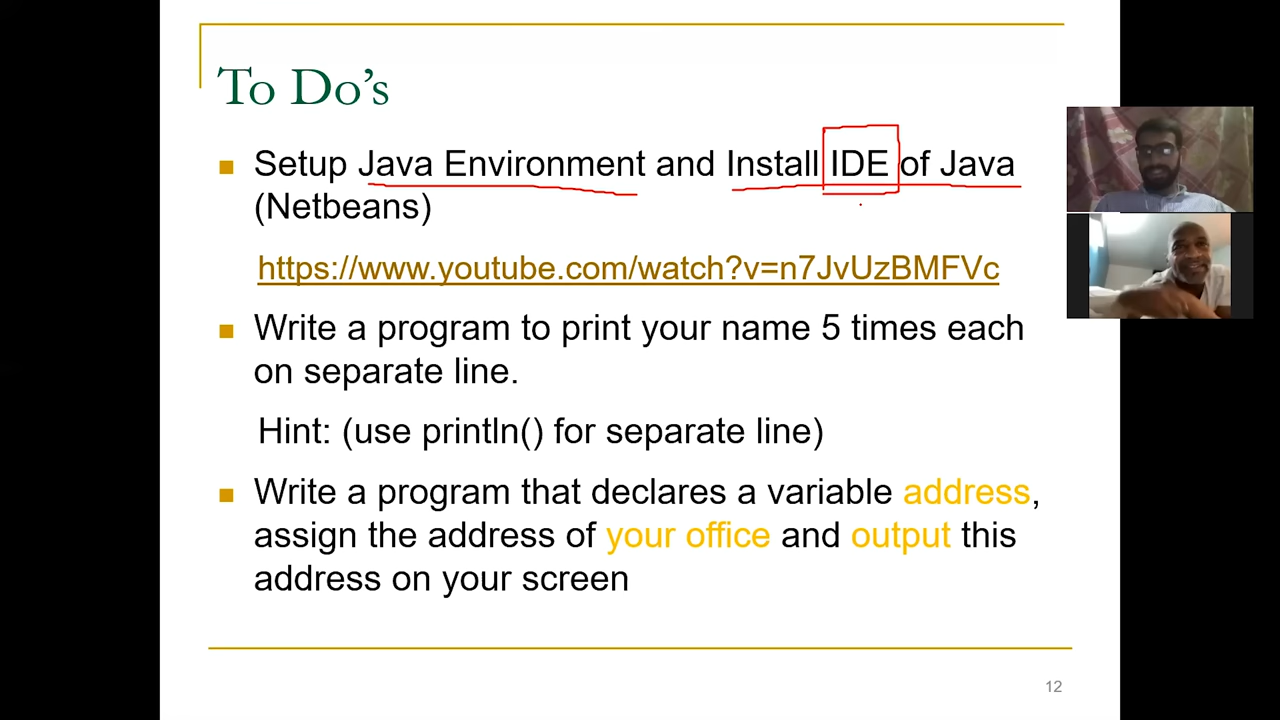 To Do’s
Setup Java Environment and Install IDE of Java
(Netbeans)
https://www.youtube.com/watch?v=n7JvUzBMFVc
Write a program to print your name 5 times each
on separate line.
Hint: (use println() for separate line)
Write a program that declares a variable address,
assign the address of your office and output this
address on your screen
12